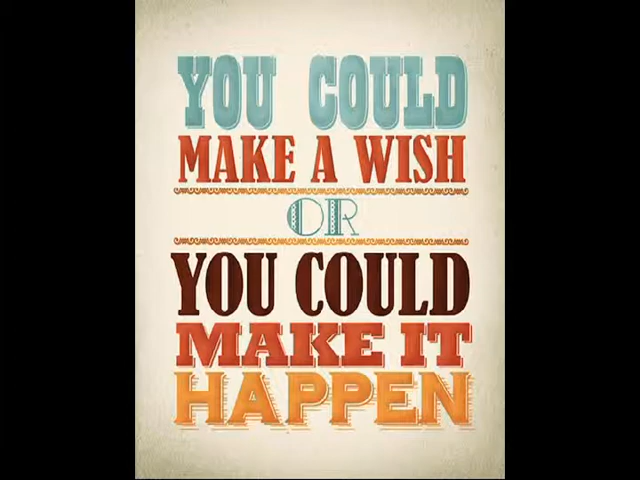 YOU COULD
MAKE A WISH
OR
YOU COULD
MAKE IT
HAPPEN